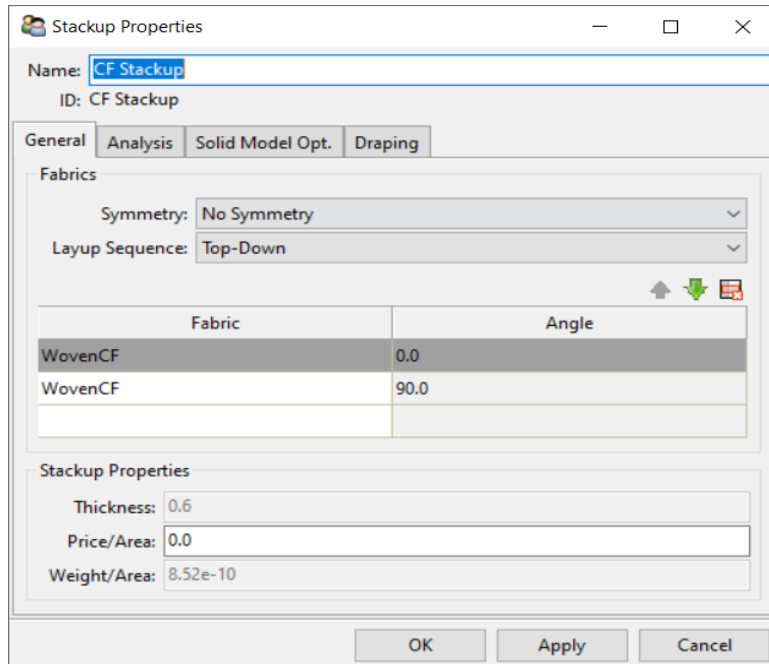 Stackup Properties
Name: CF Stackup
ID: CF Stackup
General Analysis Solid Model Opt. Draping
Fabrics
Symmetry: No Symmetry
Layup Sequence: Top-Down
Fabric Angle
WovenCF 0.0
WovenCF 90.0
Stackup Properties
Thickness: 0.6
Price/Area: 0.0
Weight/Area: 8.52e-10
OK Apply Cancel